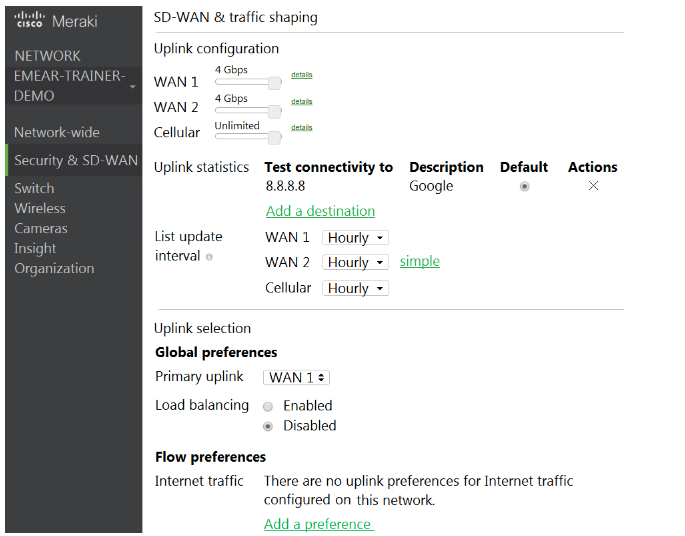 cisco Meraki
NETWORK
EMEAR-TRAINER-
DEMO
Network-wide
Security & SD-WAN
Switch
Wireless
Cameras
Insight
Organization
SD-WAN & traffic shaping
Uplink configuration
WAN 1 4 Gbps details
WAN 2 4 Gbps details
Cellular Unlimited details
Uplink statistics Test connectivity to Description Default Actions
8.8.8.8 Google
Add a destination
List update
interval
WAN 1 Hourly
WAN 2 Hourly simple
Cellular Hourly
Uplink selection
Global preferences
Primary uplink WAN 1
Load balancing Enabled
Disabled
Flow preferences
Internet traffic There are no uplink preferences for Internet traffic
configured on this network.
Add a preference